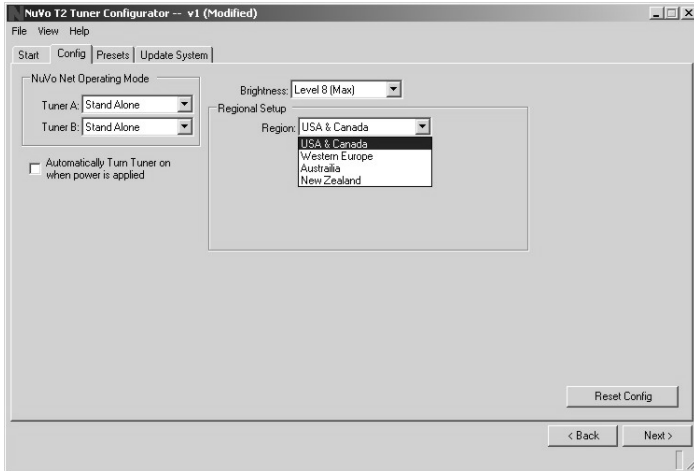 NuVo T2 Tuner Configurator -- v1 (Modified)
File View Help
Start Config Presets Update System
NuVo Net Operating Mode
Tuner A: Stand Alone
Tuner B: Stand Alone
Automatically Turn Tuner on
when power is applied
Brightness: Level 8 (Max)
Regional Setup
Region: USA & Canada
USA & Canada
Western Europe
Austrailia
New Zealand
Reset Config
< Back Next >